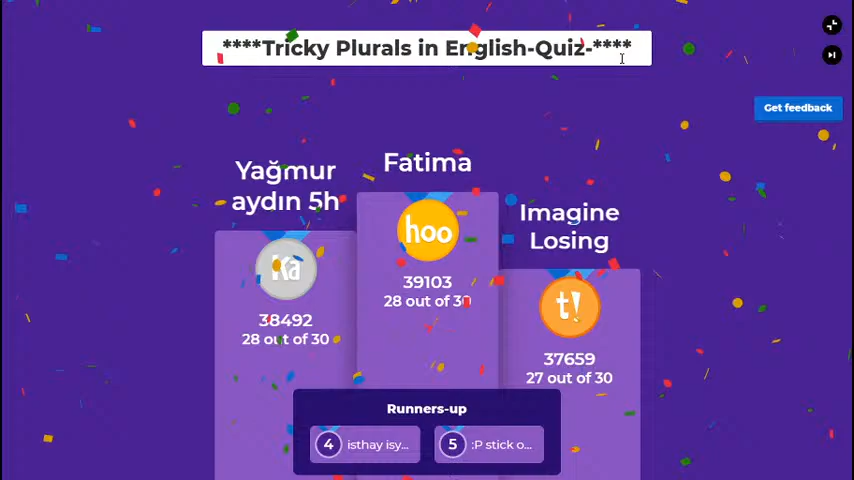 ****Tricky Plurals in English-Quiz-****
Get feedback
Fatima
Yağmur
aydın 5h
Imagine
Losing
hoo
Ka
t!
39103
28 out of 30
38492
28 out of 30
37659
27 out of 30
Runners-up
4 isthay isy...
5 :P stick o...